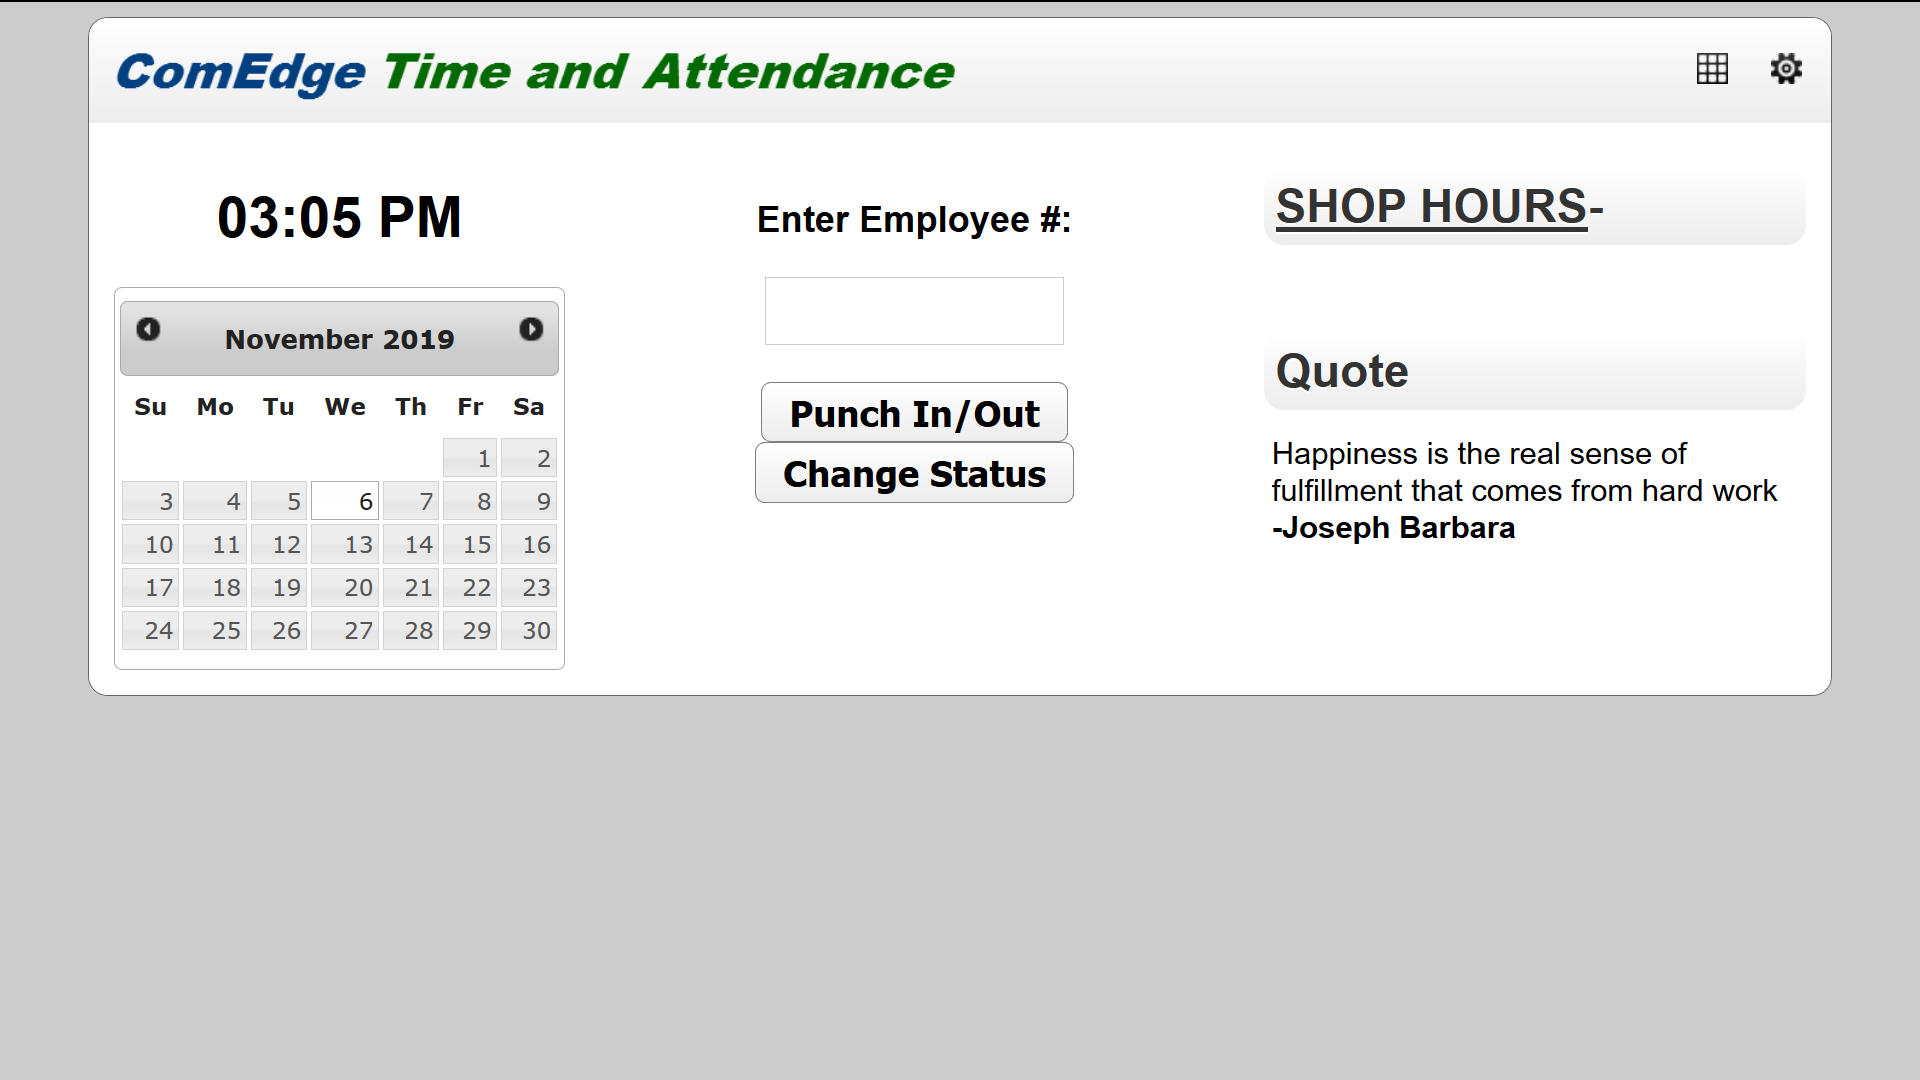 ComEdge Time and Attendance
03:05 PM
November 2019
Su Mo Tu We Th Fr Sa
1 2
3 4 5 6 7 8 9
10 11 12 13 14 15 16
17 18 19 20 21 22 23
24 25 26 27 28 29 30
Enter Employee #:
Punch In/Out
Change Status
SHOP HOURS-
Quote
Happiness is the real sense of
fulfillment that comes from hard work
-Joseph Barbara